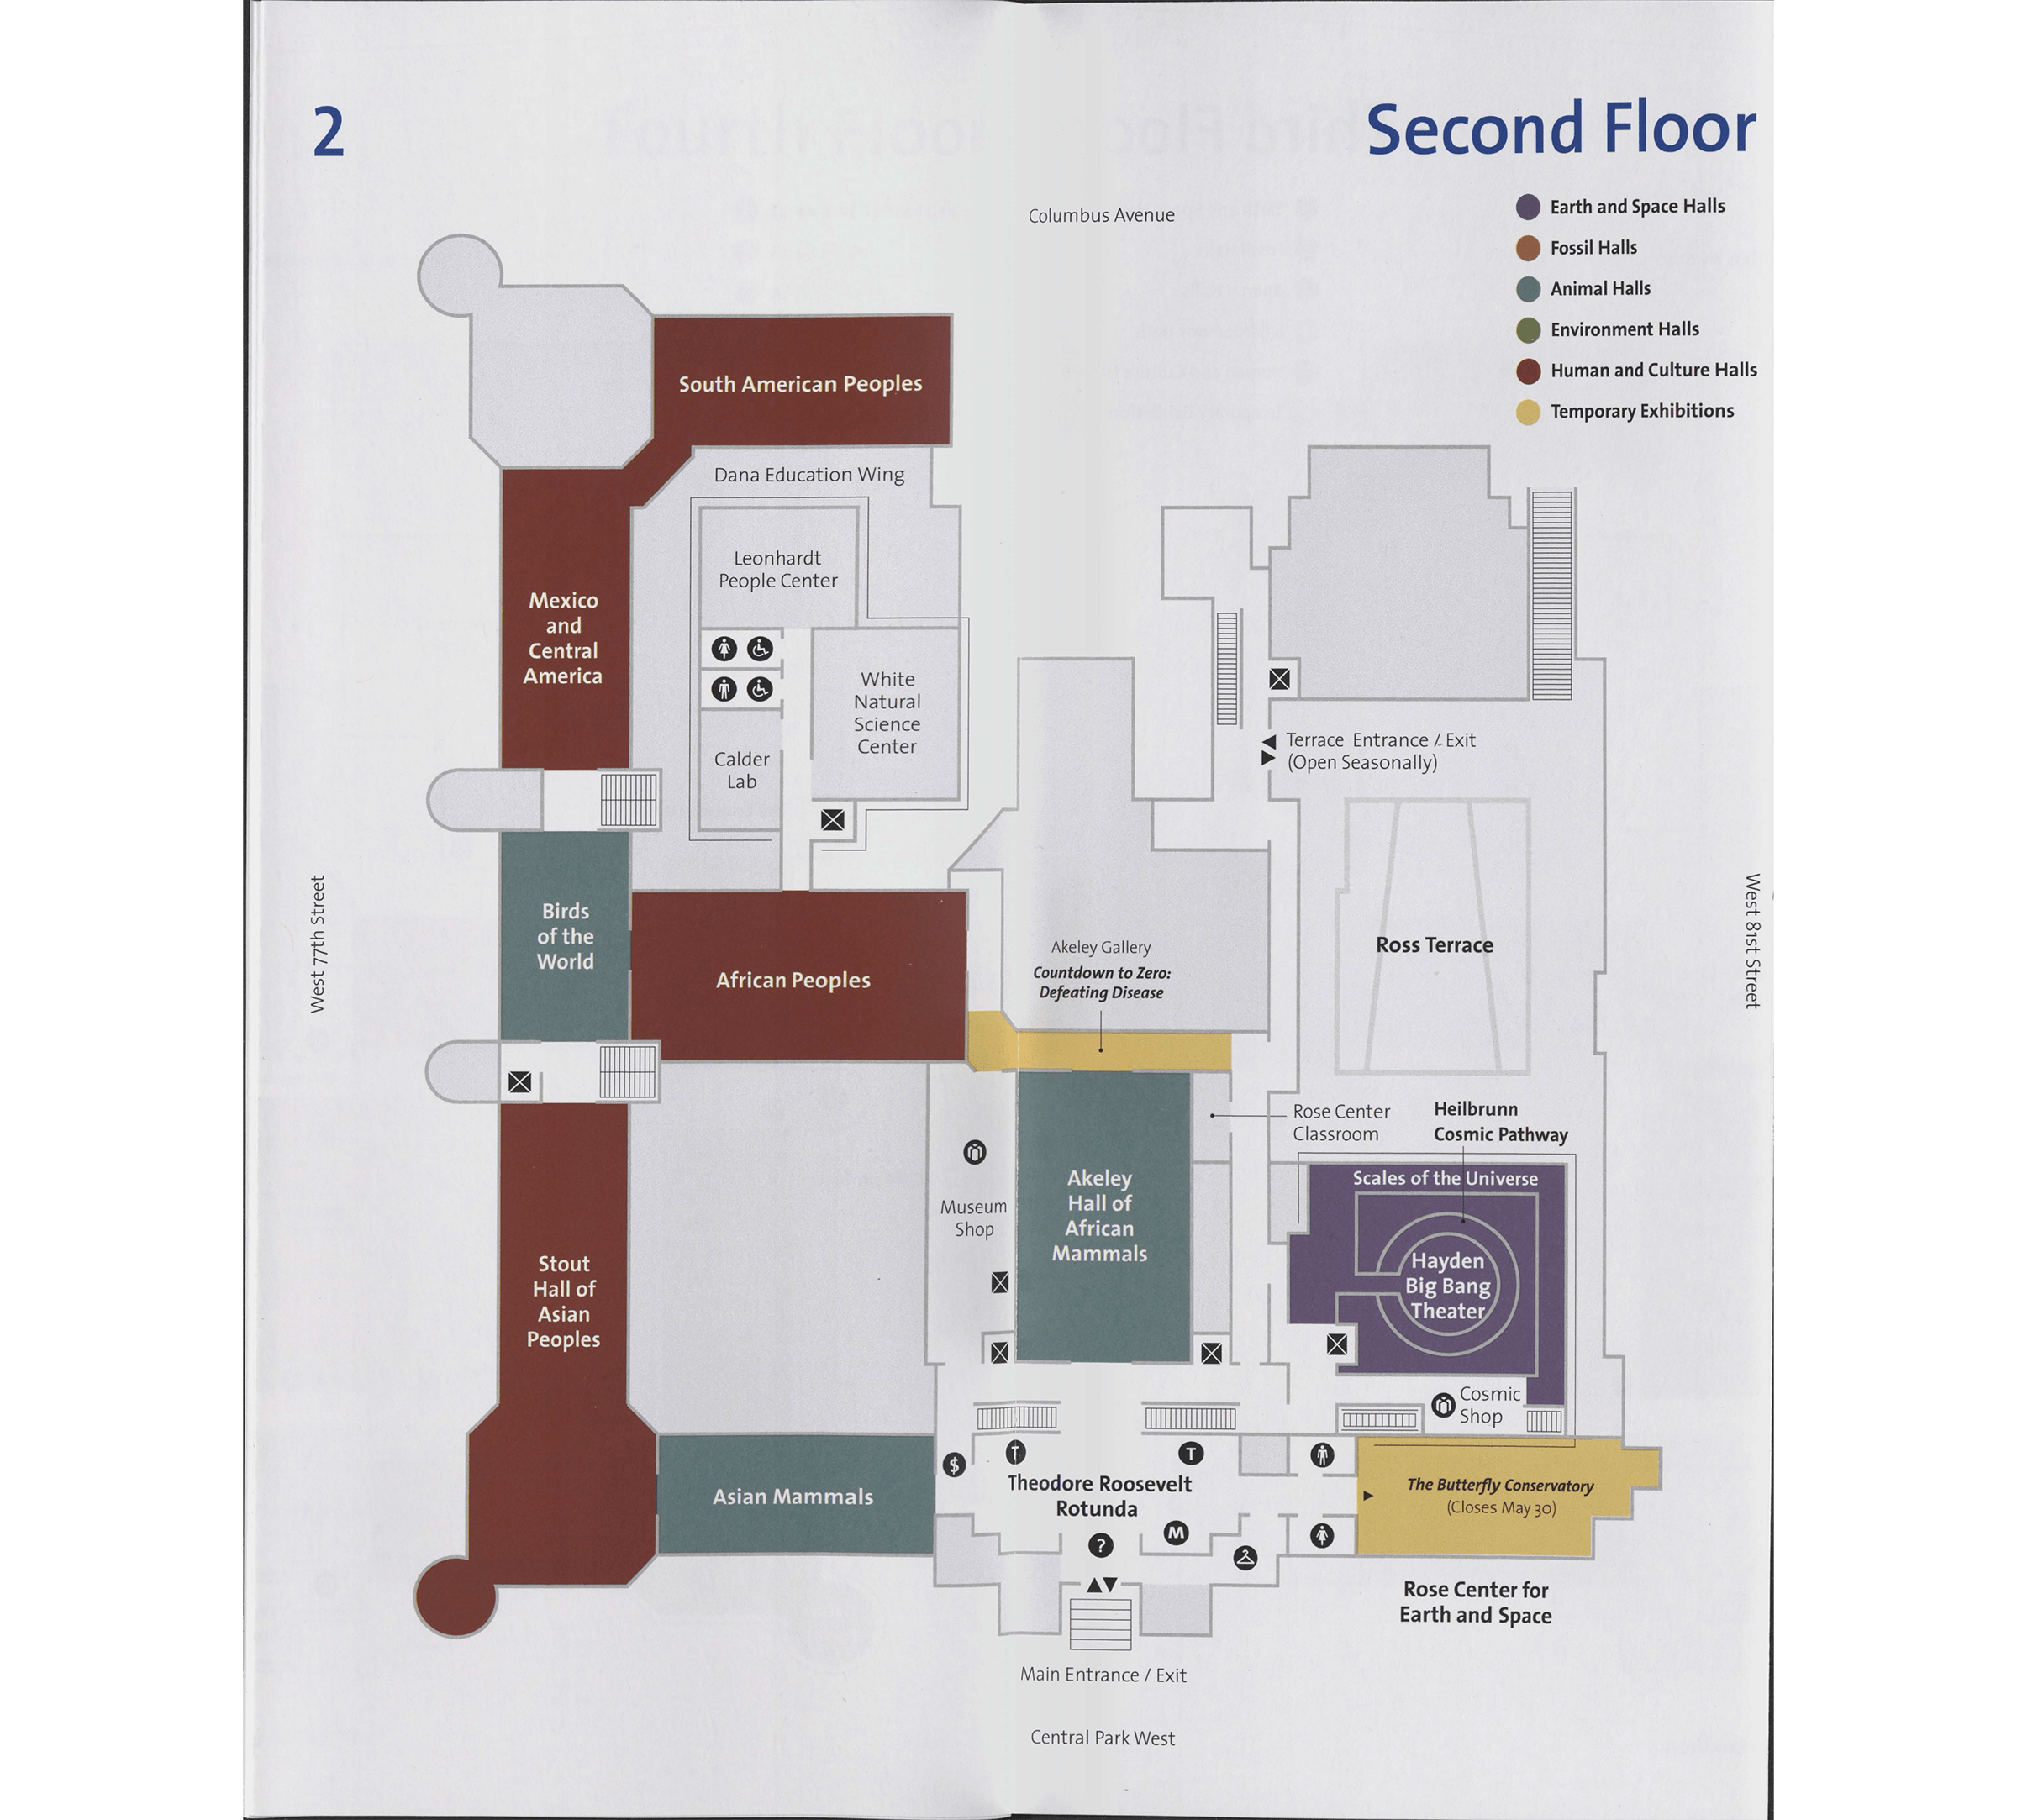 2
Second Floor
Earth and Space Halls
Fossil Halls
Animal Halls
Environment Halls
Human and Culture Halls
Temporary Exhibitions
Columbus Avenue
South American Peoples
Dana Education Wing
Leonhardt
People Center
Mexico
and
Central
America
White
Natural
Science
Center
Calder
Lab
Terrace Entrance / Exit
(Open Seasonally)
West 77th Street
West 81st Street
Birds
of the
World
African Peoples
Akeley Gallery
Countdown to Zero:
Defeating Disease
Ross Terrace
Rose Center
Classroom
Heilbrunn
Cosmic Pathway
Scales of the Universe
Museum
Shop
Akeley
Hall of
African
Mammals
Hayden
Big Bang
Theater
Stout
Hall of
Asian
Peoples
Cosmic
Shop
$
T
Theodore Roosevelt
Rotunda
Asian Mammals
The Butterfly Conservatory
(Closes May 30)
M
?
Rose Center for
Earth and Space
Main Entrance / Exit
Central Park West